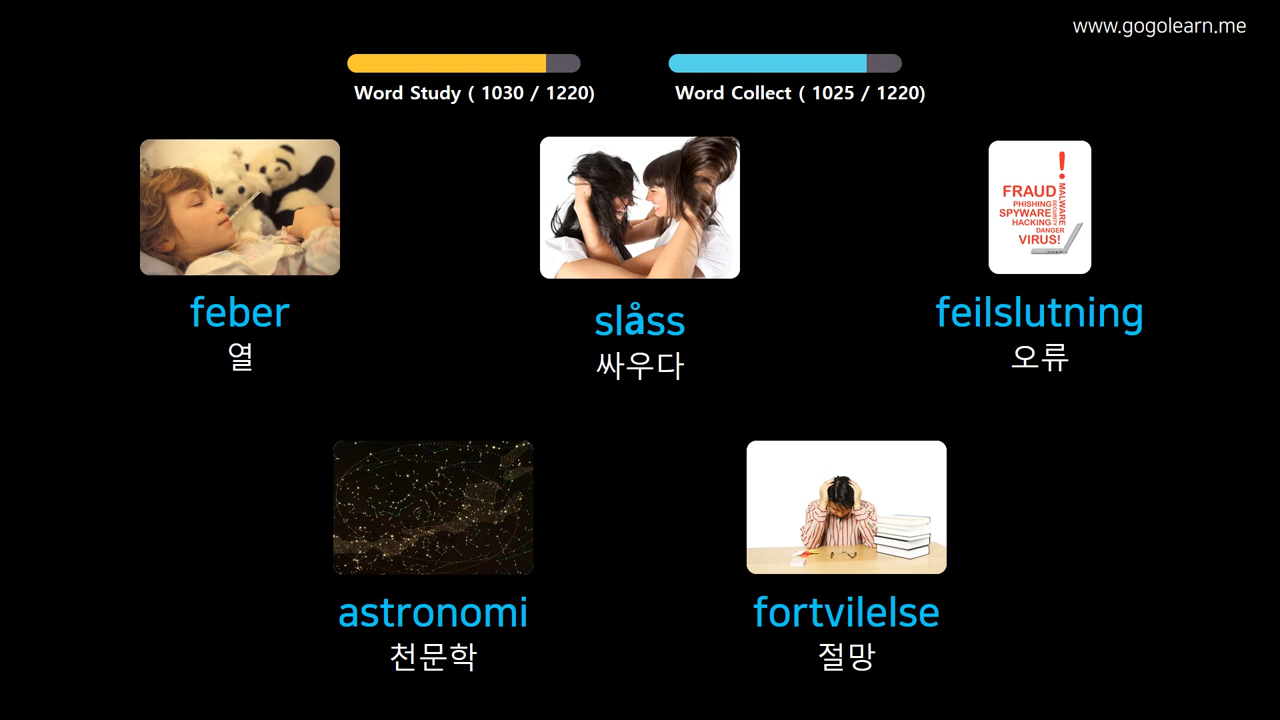 www.gogolearn.me
Word Study ( 1030 / 1220)
Word Collect ( 1025 / 1220)
feber
열
slåss
싸우다
!
FRAUD
PHISHING
SPYWARE
HACKING
DANGER
VIRUS!
MALWARE
SECURITY
feilslutning
오류
astronomi
천문학
fortvilelse
절망